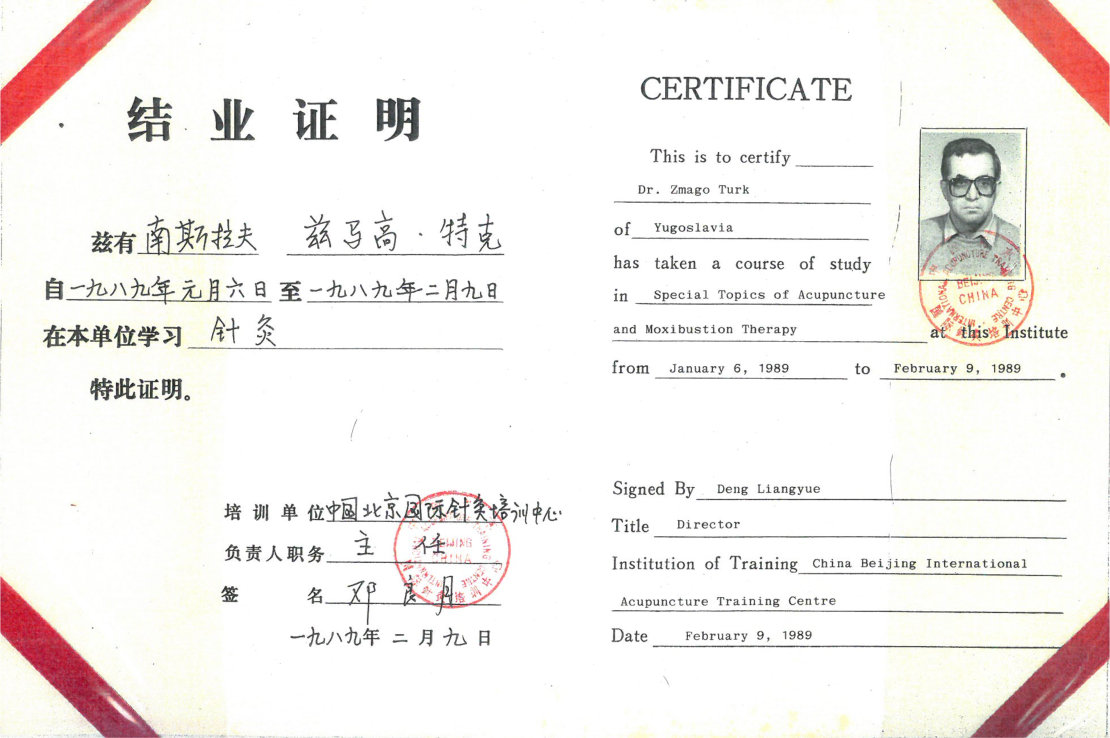 结业证明
兹有 南斯拉夫 兹马高·特克
自 一九八九年元月六日 至 一九八九年二月九日
在本单位学习 针灸
特此证明。
培训单位 中国北京国际针灸培训中心
负责人职务 主任
签名 邓良月
一九八九年二月九日
CERTIFICATE
This is to certify
Dr. Zmago Turk
of Yugoslavia
has taken a course of study
in Special Topics of Acupuncture
and Moxibustion Therapy at this Institute
from January 6, 1989 to February 9, 1989 .
BEIJING
CHINA
Signed By Deng Liangyue
Title Director
Institution of Training China Beijing International
Acupuncture Training Centre
Date February 9, 1989